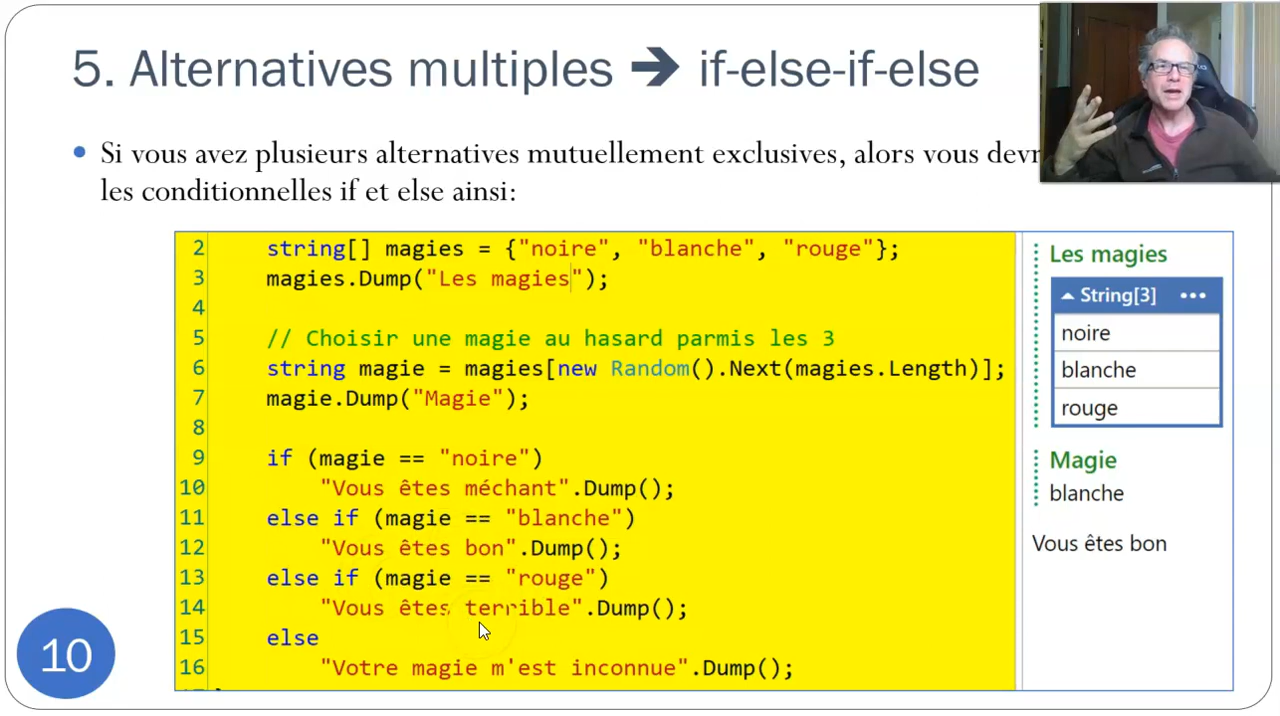 5. Alternatives multiples ➔ if-else-if-else
• Si vous avez plusieurs alternatives mutuellement exclusives, alors vous
les conditionnelles if et else ainsi:
2 string[] magies = {"noire", "blanche", "rouge"};
3 magies.Dump("Les magies");
4
5 // Choisir une magie au hasard parmis les 3
6 string magie = magies[new Random().Next(magies.Length)];
7 magie.Dump("Magie");
8
9 if (magie == "noire")
10 "Vous êtes méchant".Dump();
11 else if (magie == "blanche")
12 "Vous êtes bon".Dump();
13 else if (magie == "rouge")
14 "Vous êtes terrible".Dump();
15 else
16 "Votre magie m'est inconnue".Dump();
Les magies
String[3] •••
noire
blanche
rouge
Magie
blanche
Vous êtes bon
10